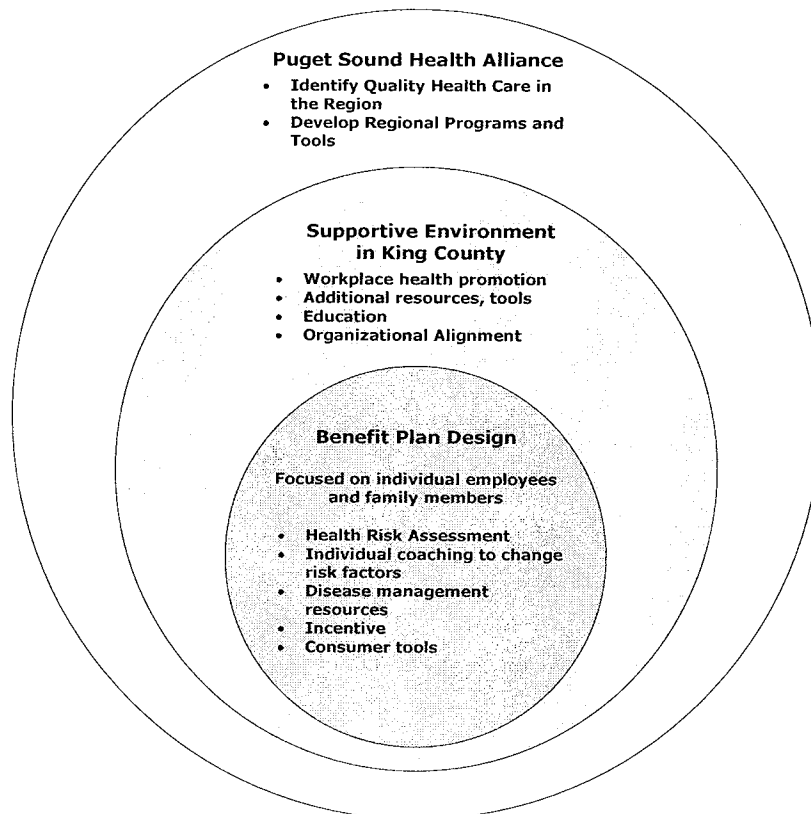 Puget Sound Health Alliance
• Identify Quality Health Care in
the Region
• Develop Regional Programs and
Tools
Supportive Environment
in King County
• Workplace health promotion
• Additional resources, tools
• Education
• Organizational Alignment
Benefit Plan Design
Focused on individual employees
and family members
• Health Risk Assessment
• Individual coaching to change
risk factors
• Disease management
resources
• Incentive
• Consumer tools